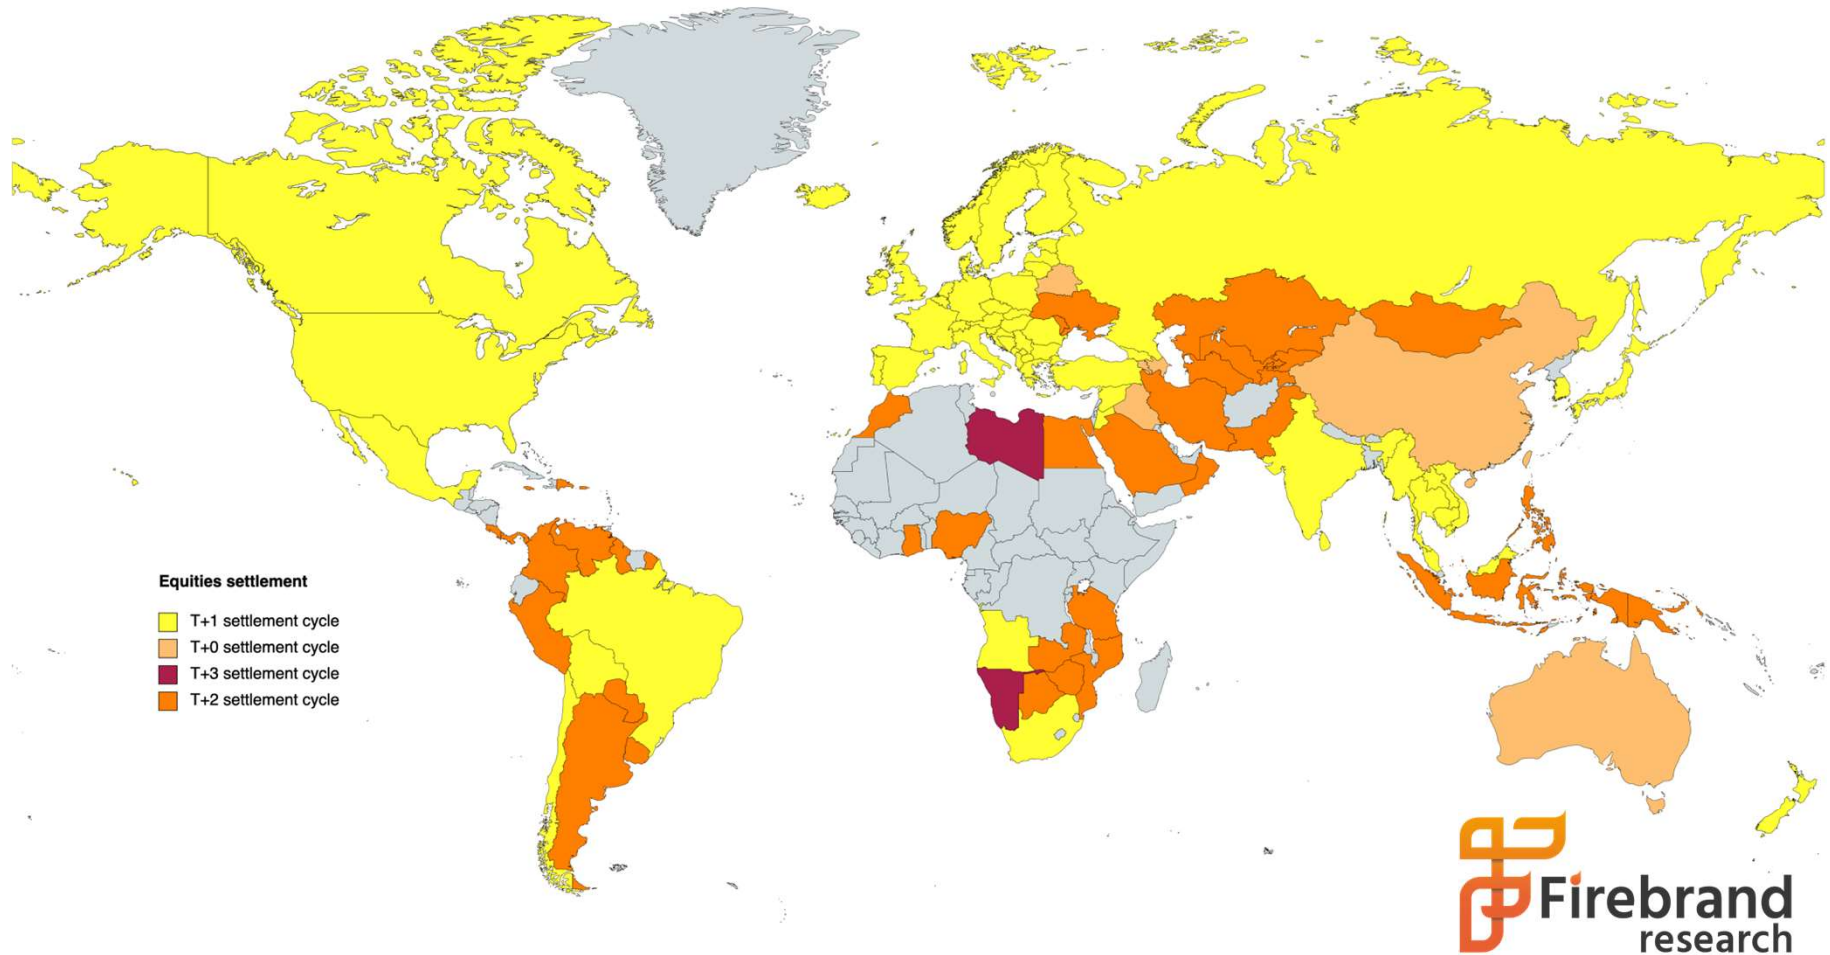 Equities settlement
T+1 settlement cycle
T+0 settlement cycle
T+3 settlement cycle
T+2 settlement cycle
Firebrand
research